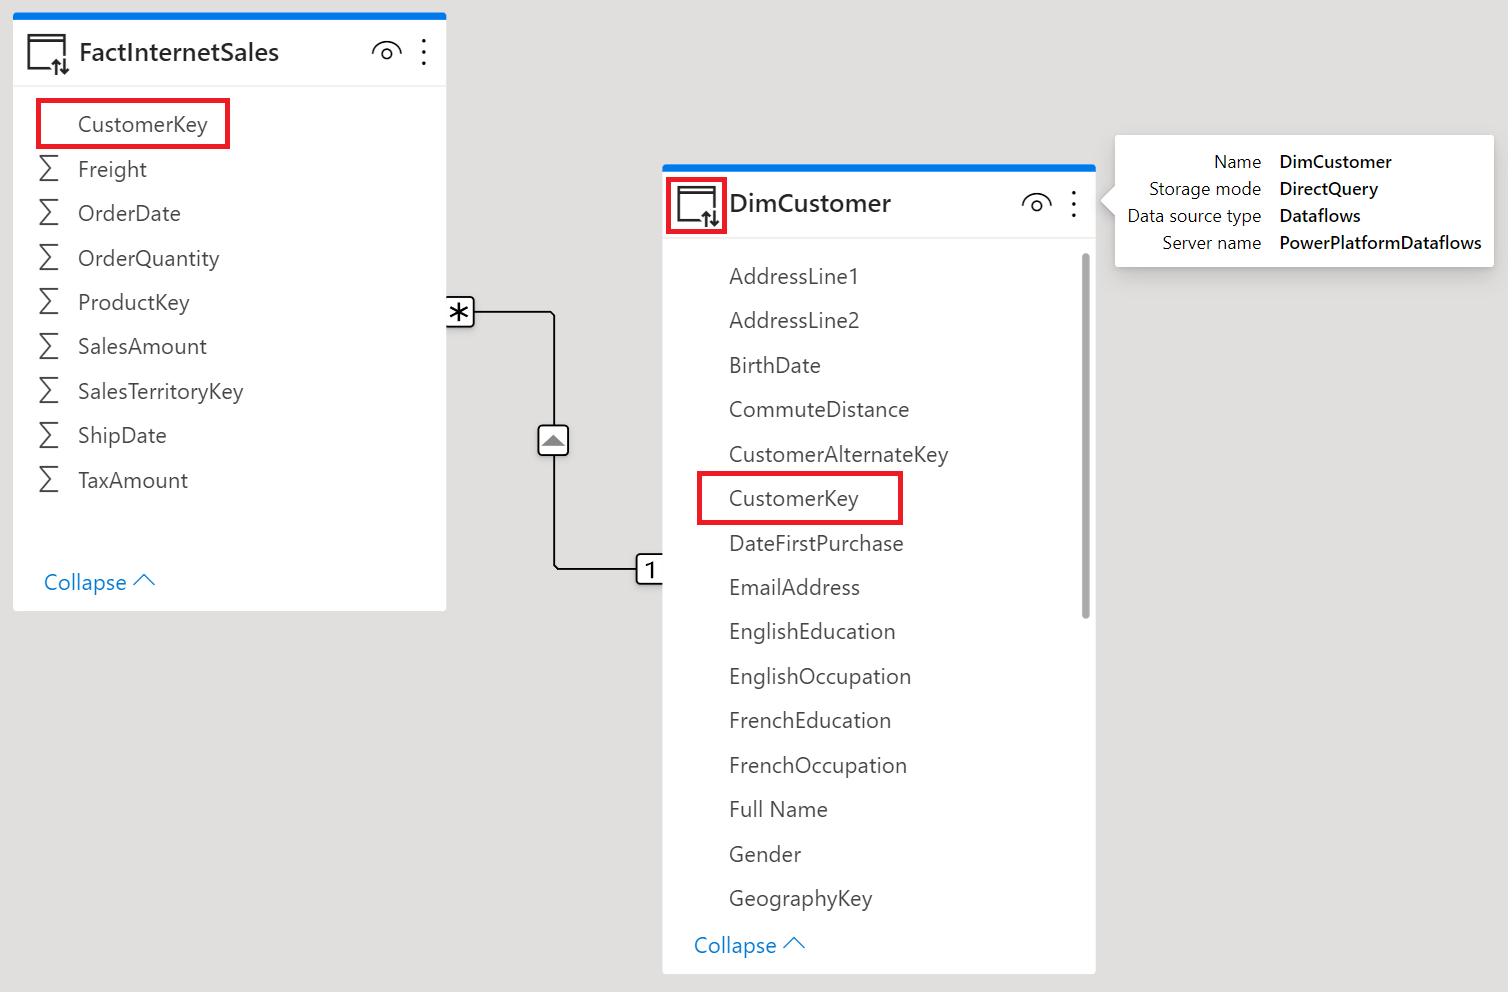 FactInternetSales
CustomerKey
∑ Freight
∑ OrderDate
∑ OrderQuantity
∑ ProductKey
∑ SalesAmount
∑ SalesTerritoryKey
∑ ShipDate
∑ TaxAmount
Collapse
*
1
DimCustomer
AddressLine1
AddressLine2
BirthDate
CommuteDistance
CustomerAlternateKey
CustomerKey
DateFirstPurchase
EmailAddress
EnglishEducation
EnglishOccupation
FrenchEducation
FrenchOccupation
Full Name
Gender
GeographyKey
Collapse
Name DimCustomer
Storage mode DirectQuery
Data source type Dataflows
Server name PowerPlatformDataflows